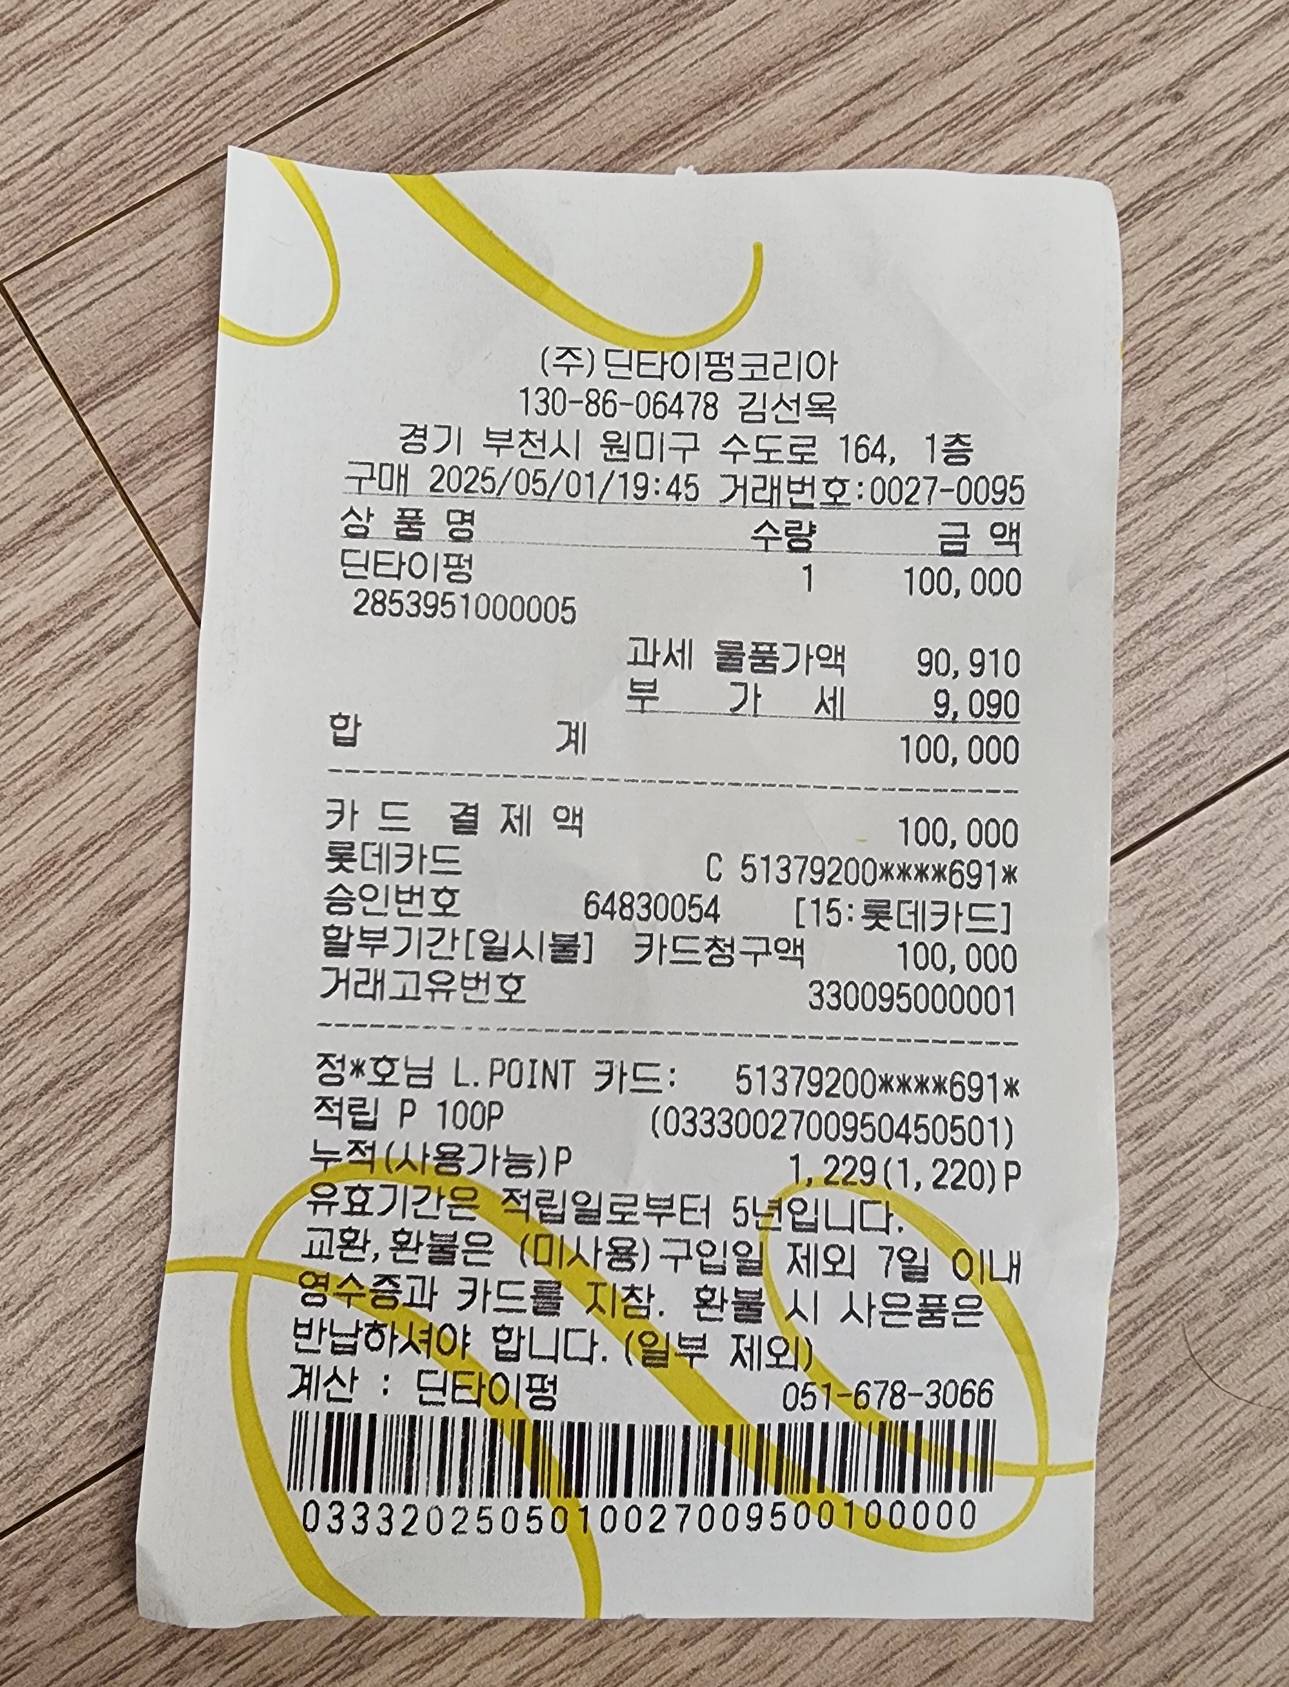 (주)딘타이펑코리아
130-86-06478 김선옥
경기 부천시 원미구 수도로 164, 1층
구매 2025/05/01/19:45 거래번호:0027-0095
상 품 명 수량 금 액
딘타이펑 1 100,000
2853951000005
과세 물품가액 90,910
부 가 세 9,090
합 계 100,000
카 드 결 제 액 100,000
롯데카드 C 51379200****691*
승인번호 64830054 [15:롯데카드]
할부기간[일시불] 카드청구액 100,000
거래고유번호 330095000001
정*호님 L.POINT 카드: 51379200****691*
적립 P 100P (0333002700950450501)
누적(사용가능)P 1,229(1,220)P
유효기간은 적립일로부터 5년입니다.
교환,환불은 (미사용)구입일 제외 7일 이내
영수증과 카드를 지참. 환불 시 사은품은
반납하셔야 합니다.(일부 제외)
계산 : 딘타이펑 051-678-3066
0333202505010027009500100000